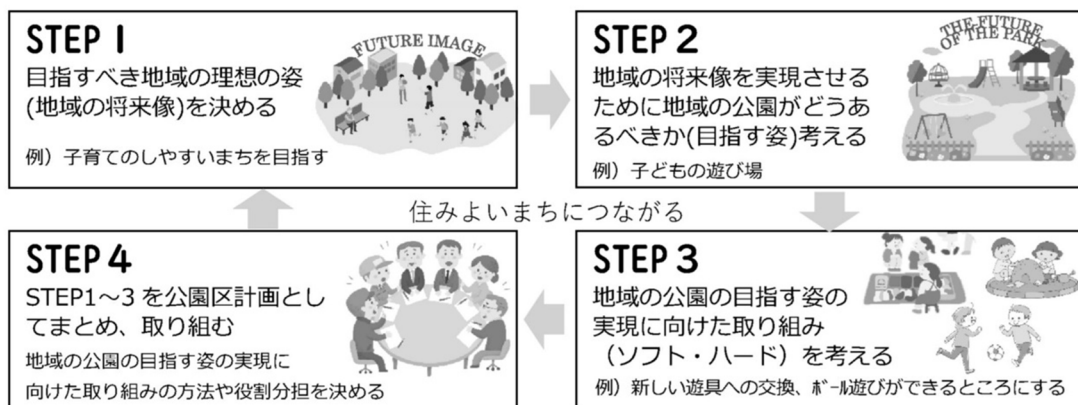 STEP 1
目指すべき地域の理想の姿
(地域の将来像)を決める
例）子育てのしやすいまちを目指す
FUTURE IMAGE
STEP 2
地域の将来像を実現させる
ために地域の公園がどうあ
るべきか(目指す姿)考える
例）子どもの遊び場
THE FUTURE
OF THE PARK
住みよいまちにつながる
STEP 3
地域の公園の目指す姿の
実現に向けた取り組み
（ソフト・ハード）を考える
例）新しい遊具への交換、ﾎﾞｰﾙ遊びができるところにする
STEP 4
STEP1～3 を公園区計画とし
てまとめ、取り組む
地域の公園の目指す姿の実現に
向けた取り組みの方法や役割分担を決める